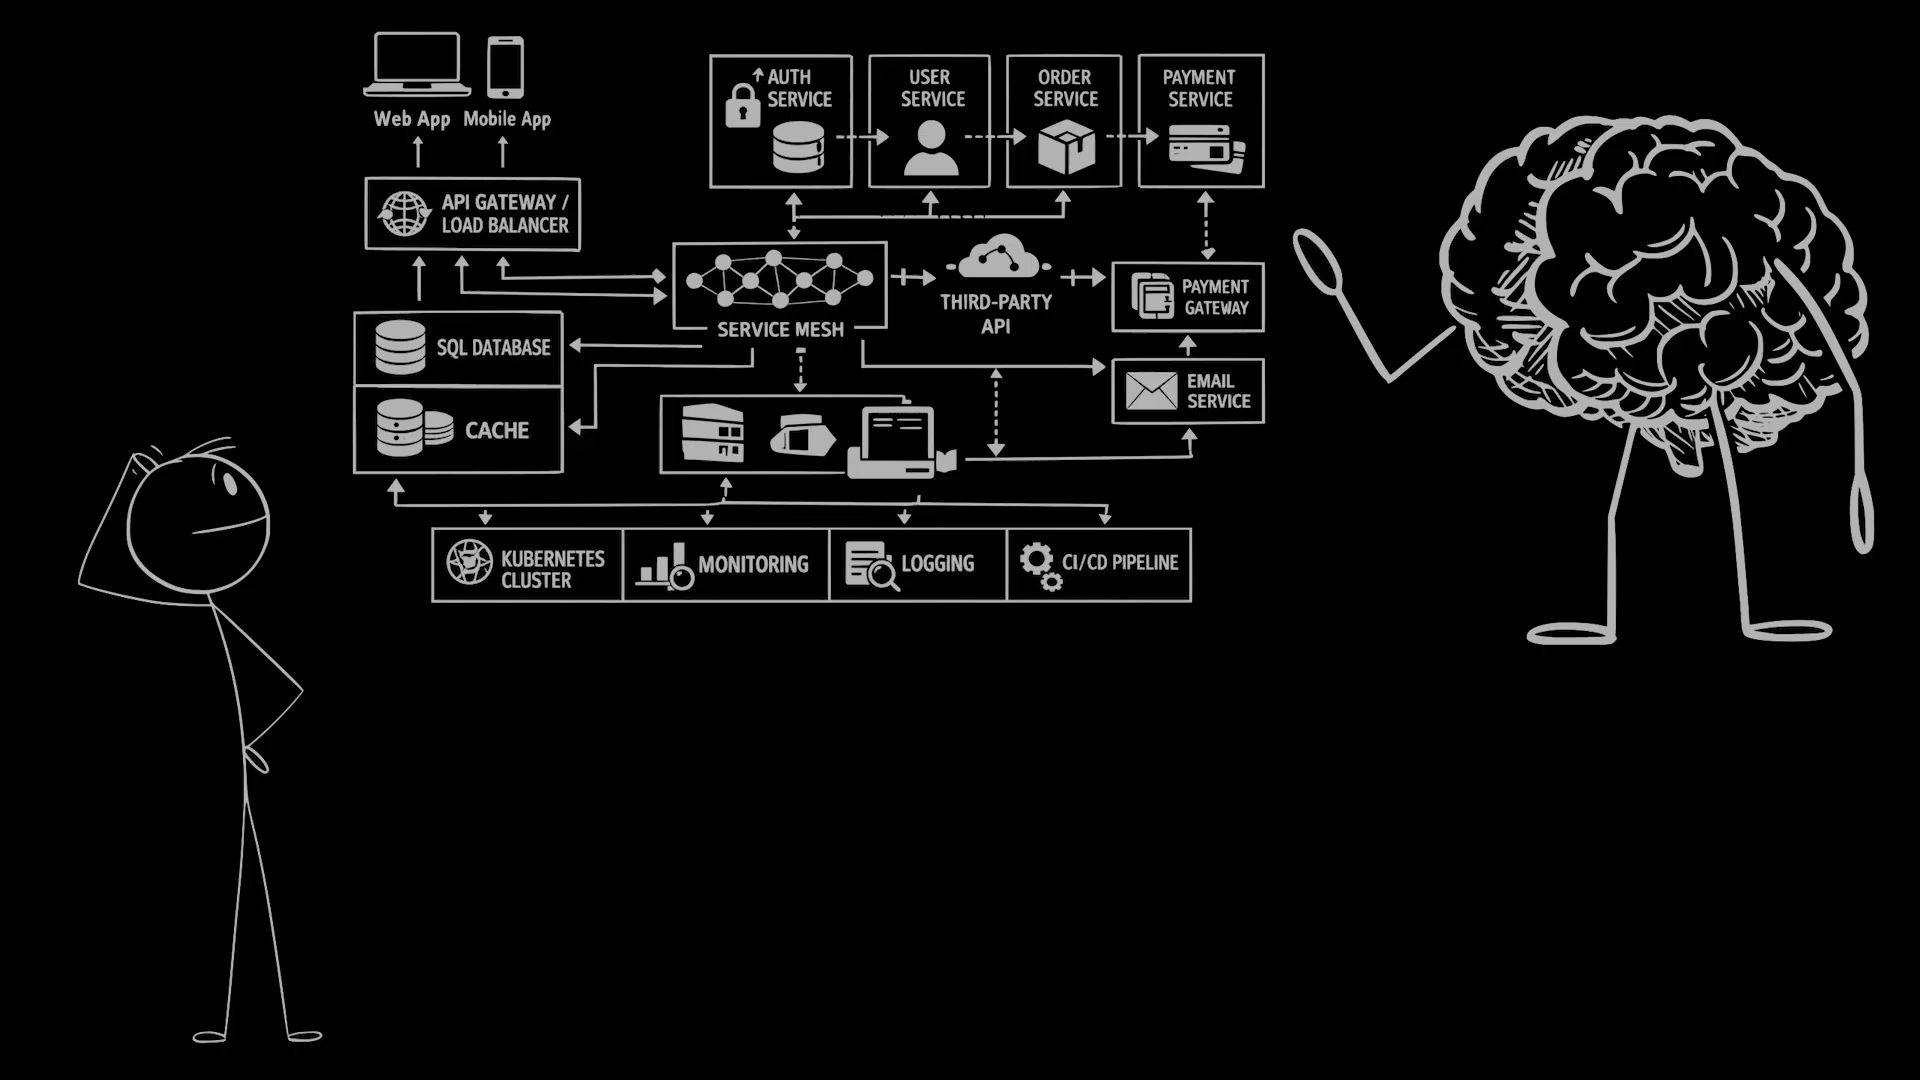 Web App
Mobile App
API GATEWAY /
LOAD BALANCER
SQL DATABASE
CACHE
AUTH
SERVICE
USER
SERVICE
ORDER
SERVICE
PAYMENT
SERVICE
SERVICE MESH
THIRD-PARTY
API
PAYMENT
GATEWAY
EMAIL
SERVICE
KUBERNETES
CLUSTER
MONITORING
LOGGING
CI/CD PIPELINE